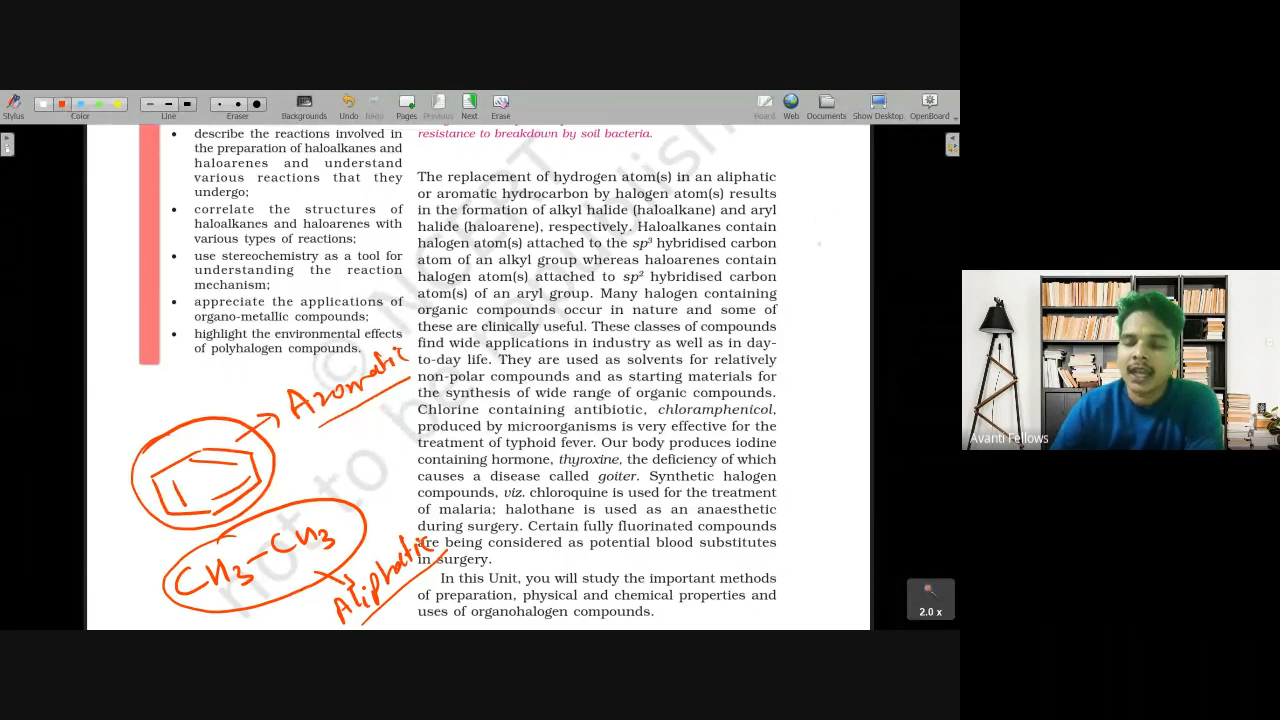 Stylus
Color
Line
Eraser
Backgrounds
Undo
Redo
Pages
Previous
Next
Erase
Board
Web
Documents
Show Desktop
OpenBoard
describe the reactions involved in
the preparation of haloalkanes and
haloarenes and understand
various reactions that they
undergo;
• correlate the structures of
haloalkanes and haloarenes with
various types of reactions;
• use stereochemistry as a tool for
understanding the reaction
mechanism;
• appreciate the applications of
organo-metallic compounds;
• highlight the environmental effects
of polyhalogen compounds.
resistance to breakdown by soil bacteria.
The replacement of hydrogen atom(s) in an aliphatic
or aromatic hydrocarbon by halogen atom(s) results
in the formation of alkyl halide (haloalkane) and aryl
halide (haloarene), respectively. Haloalkanes contain
halogen atom(s) attached to the sp³ hybridised carbon
atom of an alkyl group whereas haloarenes contain
halogen atom(s) attached to sp² hybridised carbon
atom(s) of an aryl group. Many halogen containing
organic compounds occur in nature and some of
these are clinically useful. These classes of compounds
find wide applications in industry as well as in day-
to-day life. They are used as solvents for relatively
non-polar compounds and as starting materials for
the synthesis of wide range of organic compounds.
Chlorine containing antibiotic, chloramphenicol,
produced by microorganisms is very effective for the
treatment of typhoid fever. Our body produces iodine
containing hormone, thyroxine, the deficiency of which
causes a disease called goiter. Synthetic halogen
compounds, viz. chloroquine is used for the treatment
of malaria; halothane is used as an anaesthetic
during surgery. Certain fully fluorinated compounds
are being considered as potential blood substitutes
in surgery.
In this Unit, you will study the important methods
of preparation, physical and chemical properties and
uses of organohalogen compounds.
Aromatic
CH3-CH3
Aliphatic
© NCERT
not to be republish
2.0 x
Avanti Fellows